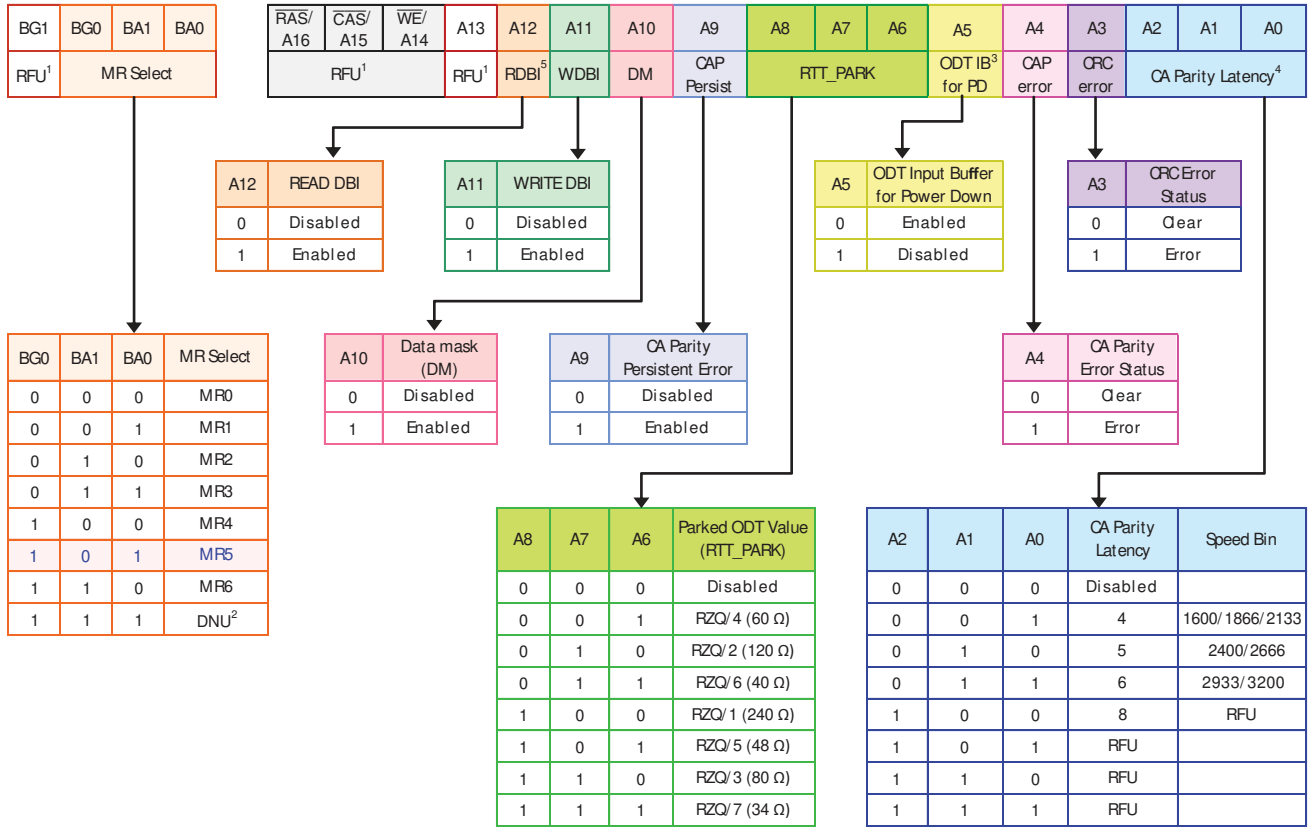 BG1 BG0 BA1 BA0 RAS/ A16 CAS/ A15 WE/ A14 A13 A12 A11 A10 A9 A8 A7 A6 A5 A4 A3 A2 A1 A0
RFU¹ MR Select RFU¹ RFU¹ RDBI⁵ WDBI DM CAP Persist RTT_PARK ODT IB³ for PD CAP error CRC error CA Parity Latency⁴
A12 READ DBI
0 Disabled
1 Enabled
A11 WRITE DBI
0 Disabled
1 Enabled
A5 ODT Input Buffer for Power Down
0 Enabled
1 Disabled
A3 CRC Error Status
0 Clear
1 Error
BG0 BA1 BA0 MR Select
0 0 0 MR0
0 0 1 MR1
0 1 0 MR2
0 1 1 MR3
1 0 0 MR4
1 0 1 MR5
1 1 0 MR6
1 1 1 DNU²
A10 Data mask (DM)
0 Disabled
1 Enabled
A9 CA Parity Persistent Error
0 Disabled
1 Enabled
A4 CA Parity Error Status
0 Clear
1 Error
A8 A7 A6 Parked ODT Value (RTT_PARK)
0 0 0 Disabled
0 0 1 RZQ/4 (60 Ω)
0 1 0 RZQ/2 (120 Ω)
0 1 1 RZQ/6 (40 Ω)
1 0 0 RZQ/1 (240 Ω)
1 0 1 RZQ/5 (48 Ω)
1 1 0 RZQ/3 (80 Ω)
1 1 1 RZQ/7 (34 Ω)
A2 A1 A0 CA Parity Latency Speed Bin
0 0 0 Disabled
0 0 1 4 1600/1866/2133
0 1 0 5 2400/2666
0 1 1 6 2933/3200
1 0 0 8 RFU
1 0 1 RFU
1 1 0 RFU
1 1 1 RFU